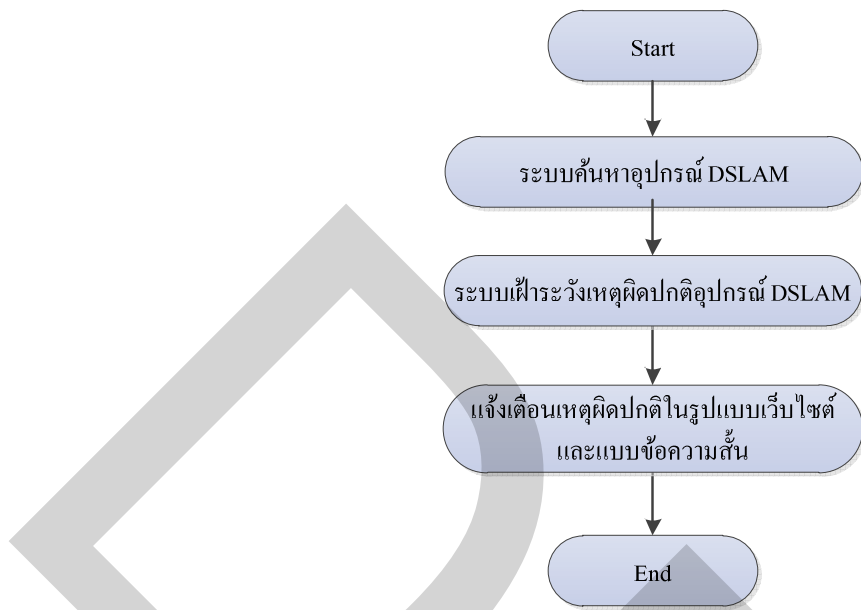 Start
ระบบค้นหาอุปกรณ์ DSLAM
ระบบเฝ้าระวังเหตุผิดปกติอุปกรณ์ DSLAM
แจ้งเตือนเหตุผิดปกติในรูปแบบเว็บไซต์
และแบบข้อความสั้น
End